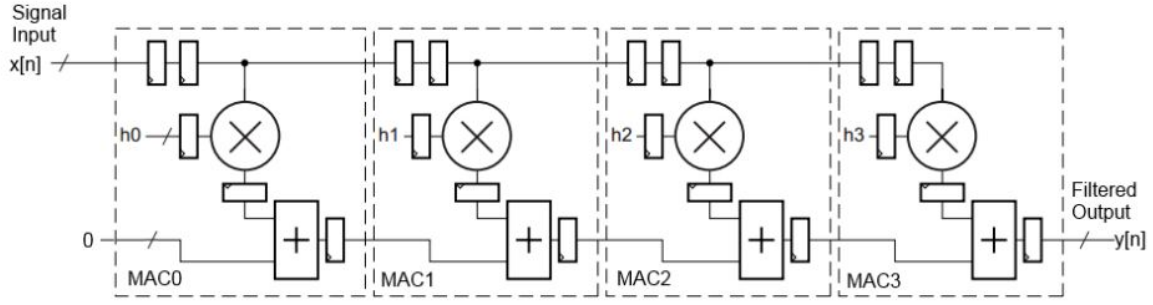 Signal
Input
x[n]
h0
h1
h2
h3
0
+
+
+
+
MAC0
MAC1
MAC2
MAC3
Filtered
Output
y[n]